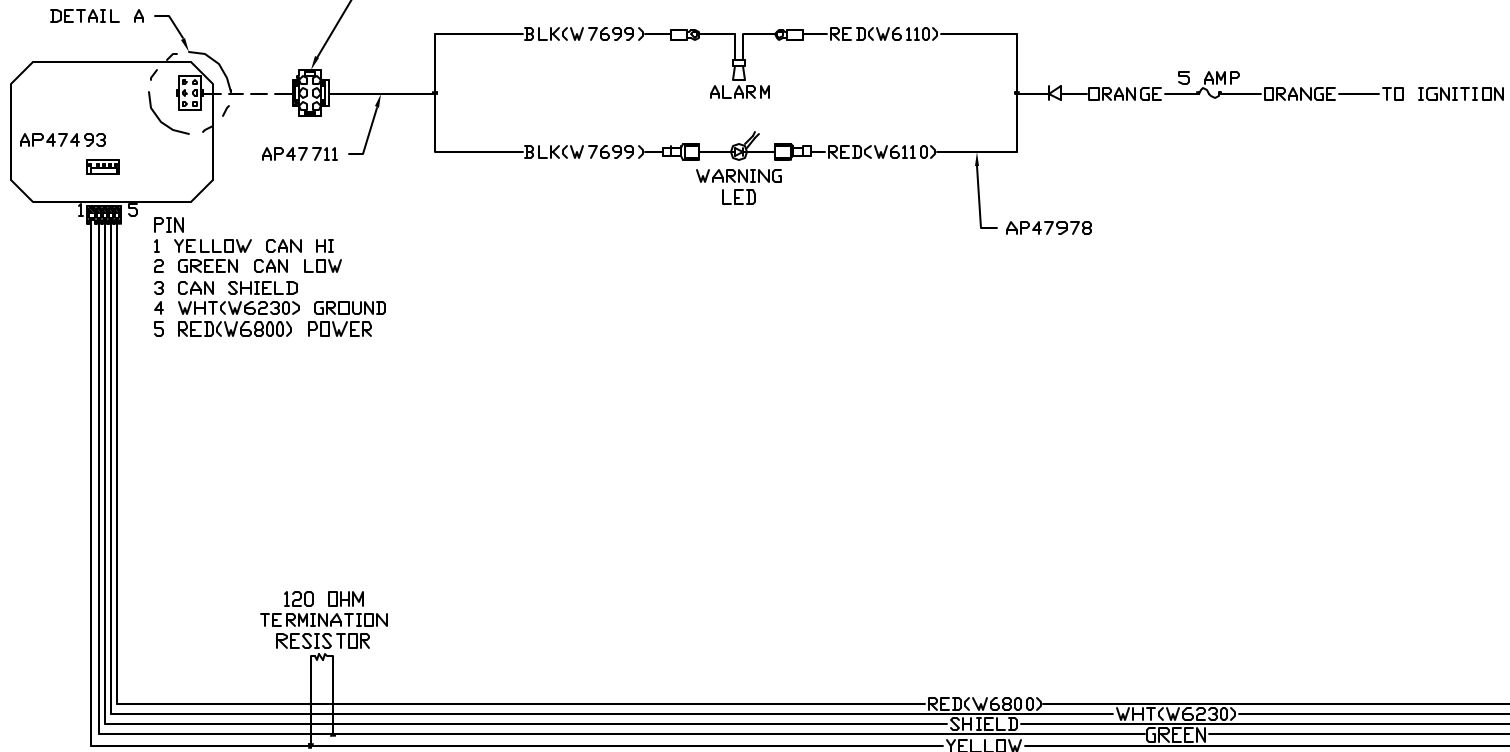 DETAIL A
BLK(W7699)
RED(W6110)
ALARM
5 AMP
ORANGE
ORANGE
TO IGNITION
AP47493
AP47711
BLK(W7699)
RED(W6110)
WARNING
LED
AP47978
1
5
PIN
1 YELLOW CAN HI
2 GREEN CAN LOW
3 CAN SHIELD
4 WHT(W6230) GROUND
5 RED(W6800) POWER
120 OHM
TERMINATION
RESISTOR
RED(W6800)
WHT(W6230)
SHIELD
GREEN
YELLOW